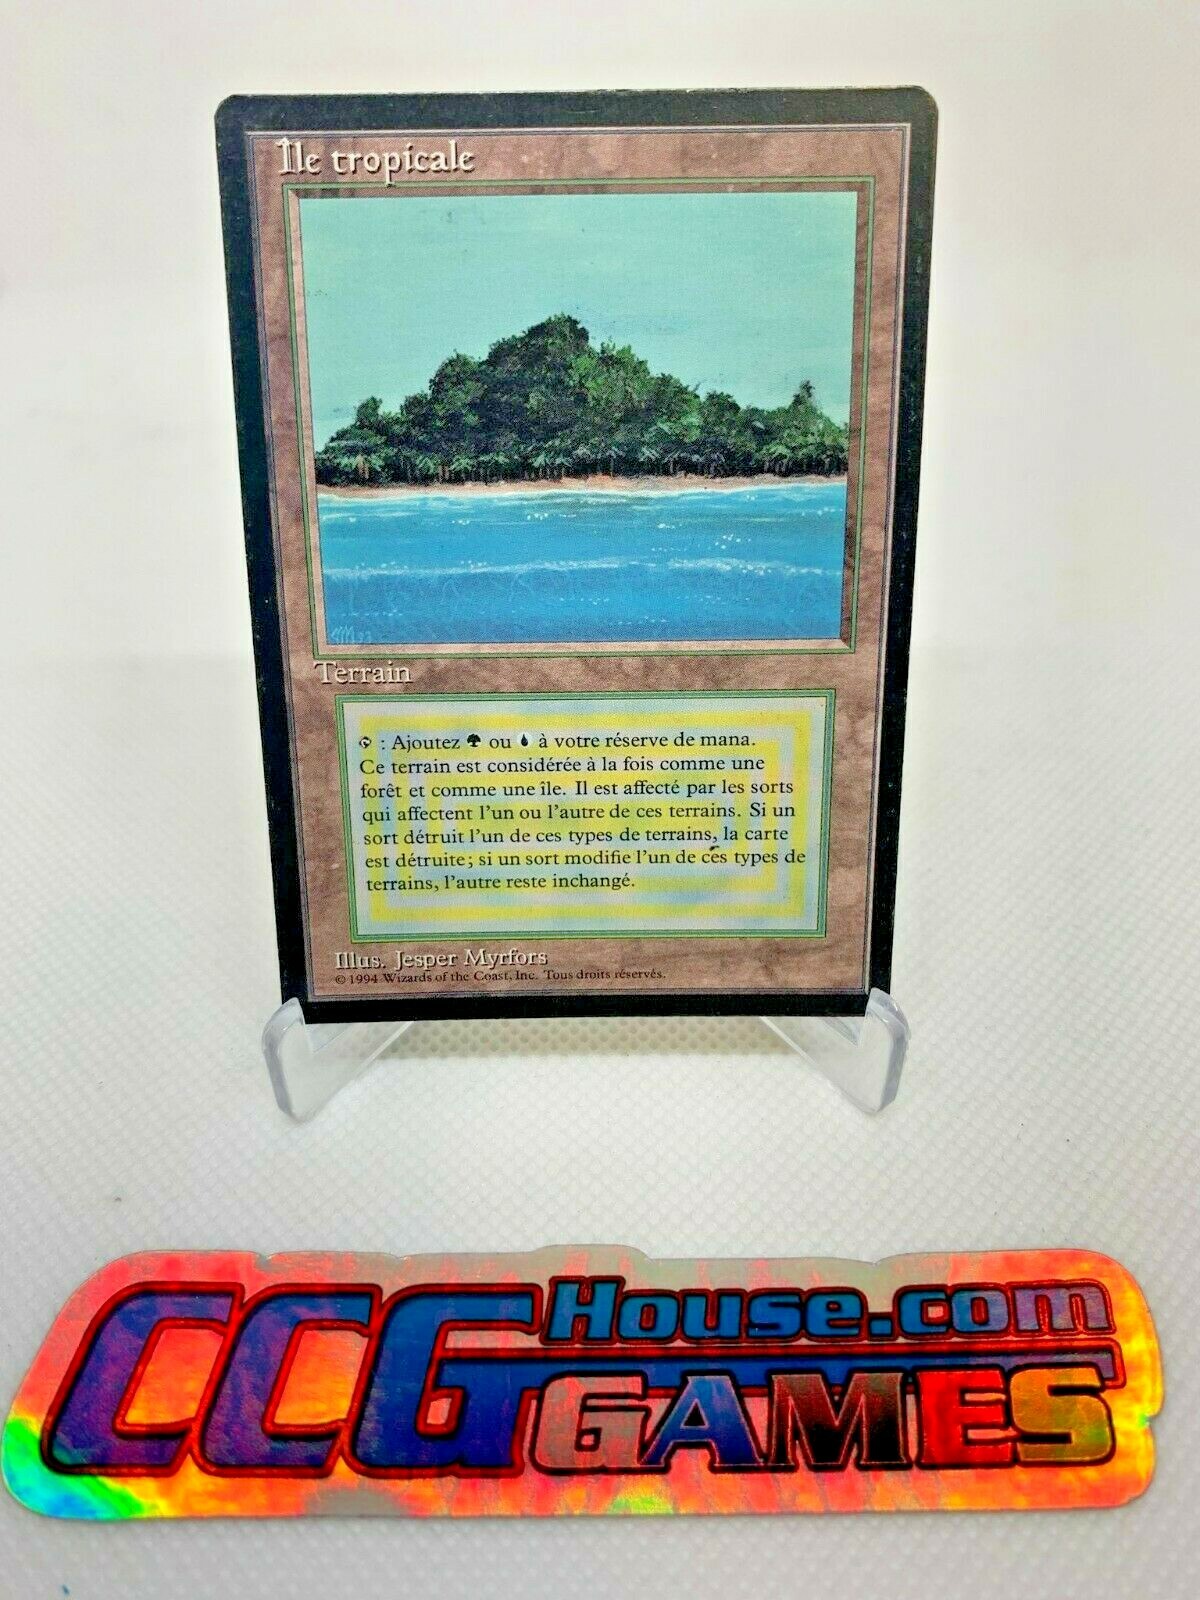 Île tropicale
Terrain
: Ajoutez ou à votre réserve de mana.
Ce terrain est considérée à la fois comme une
forêt et comme une île. Il est affecté par les sorts
qui affectent l'un ou l'autre de ces terrains. Si un
sort détruit l'un de ces types de terrains, la carte
est détruite; si un sort modifie l'un de ces types de
terrains, l'autre reste inchangé.
Illus. Jesper Myrfors
© 1994 Wizards of the Coast, Inc. Tous droits réservés.
CCG House.com
GAMES